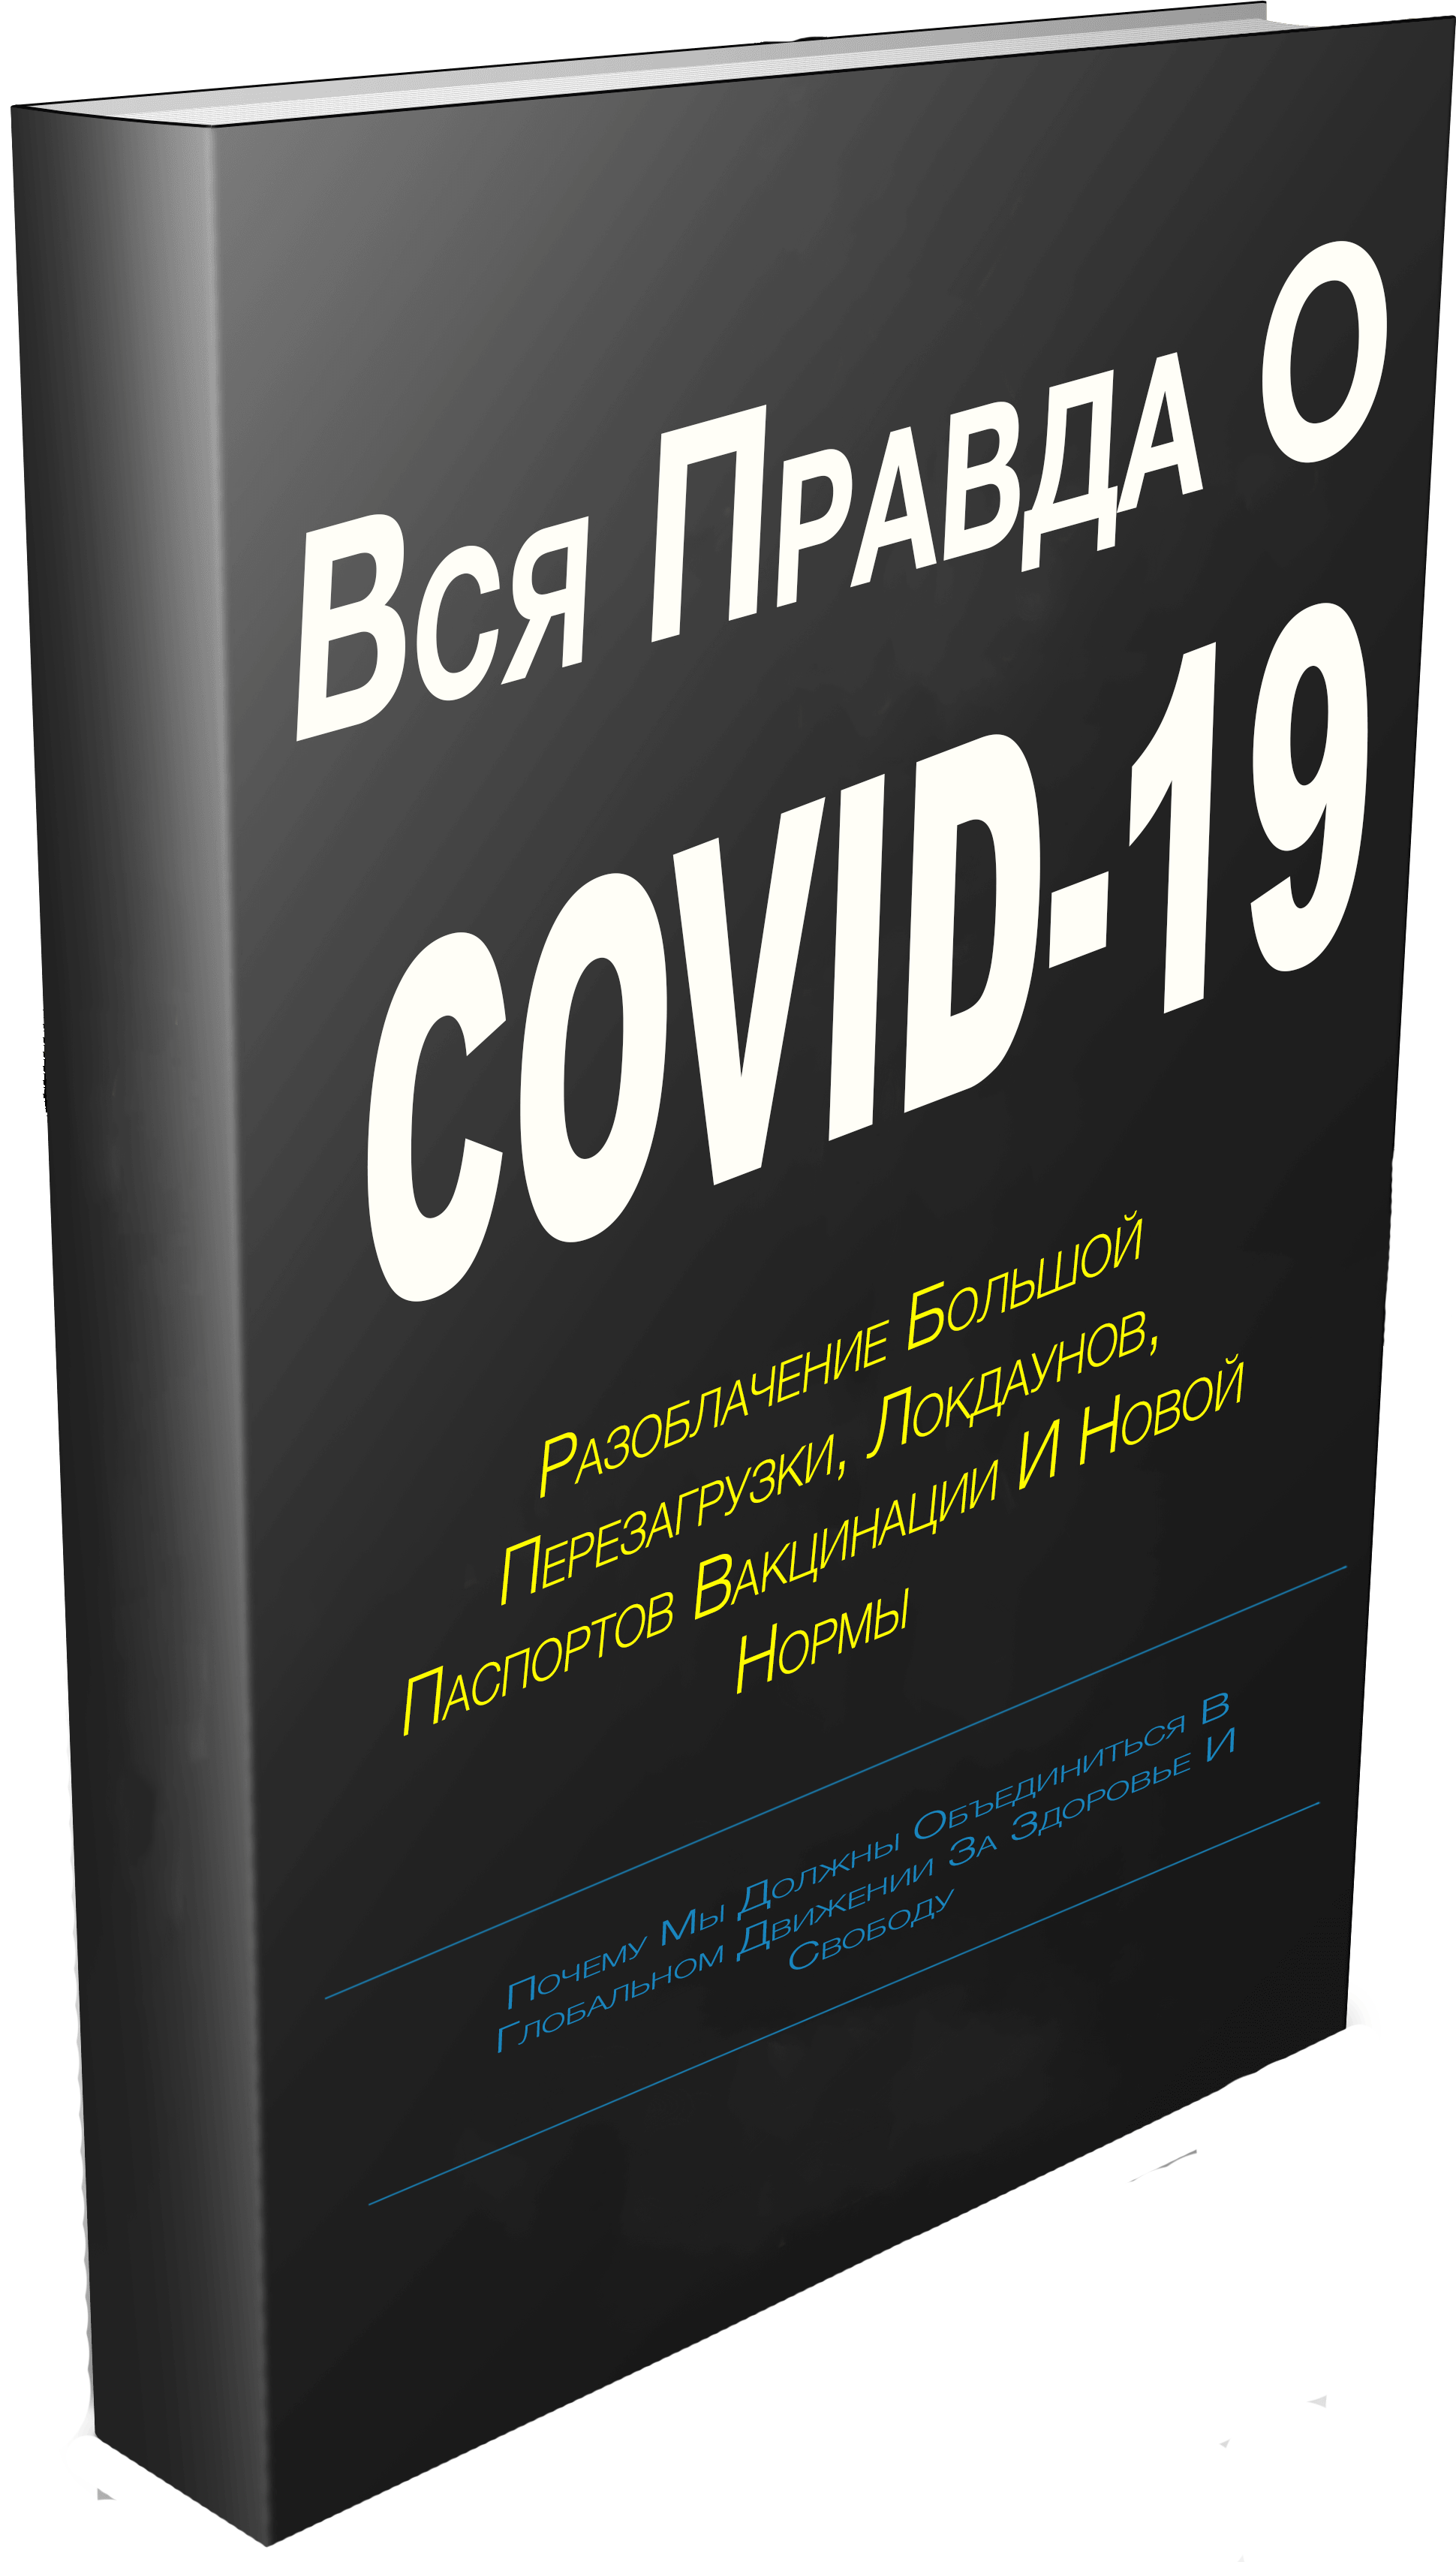 Вся Правда О
COVID-19
Разоблачение Большой
Перезагрузки, Локдаунов,
Паспортов Вакцинации И Новой
Нормы
Почему Мы Должны Объединиться В
Глобальном Движении За Здоровье И
Свободу